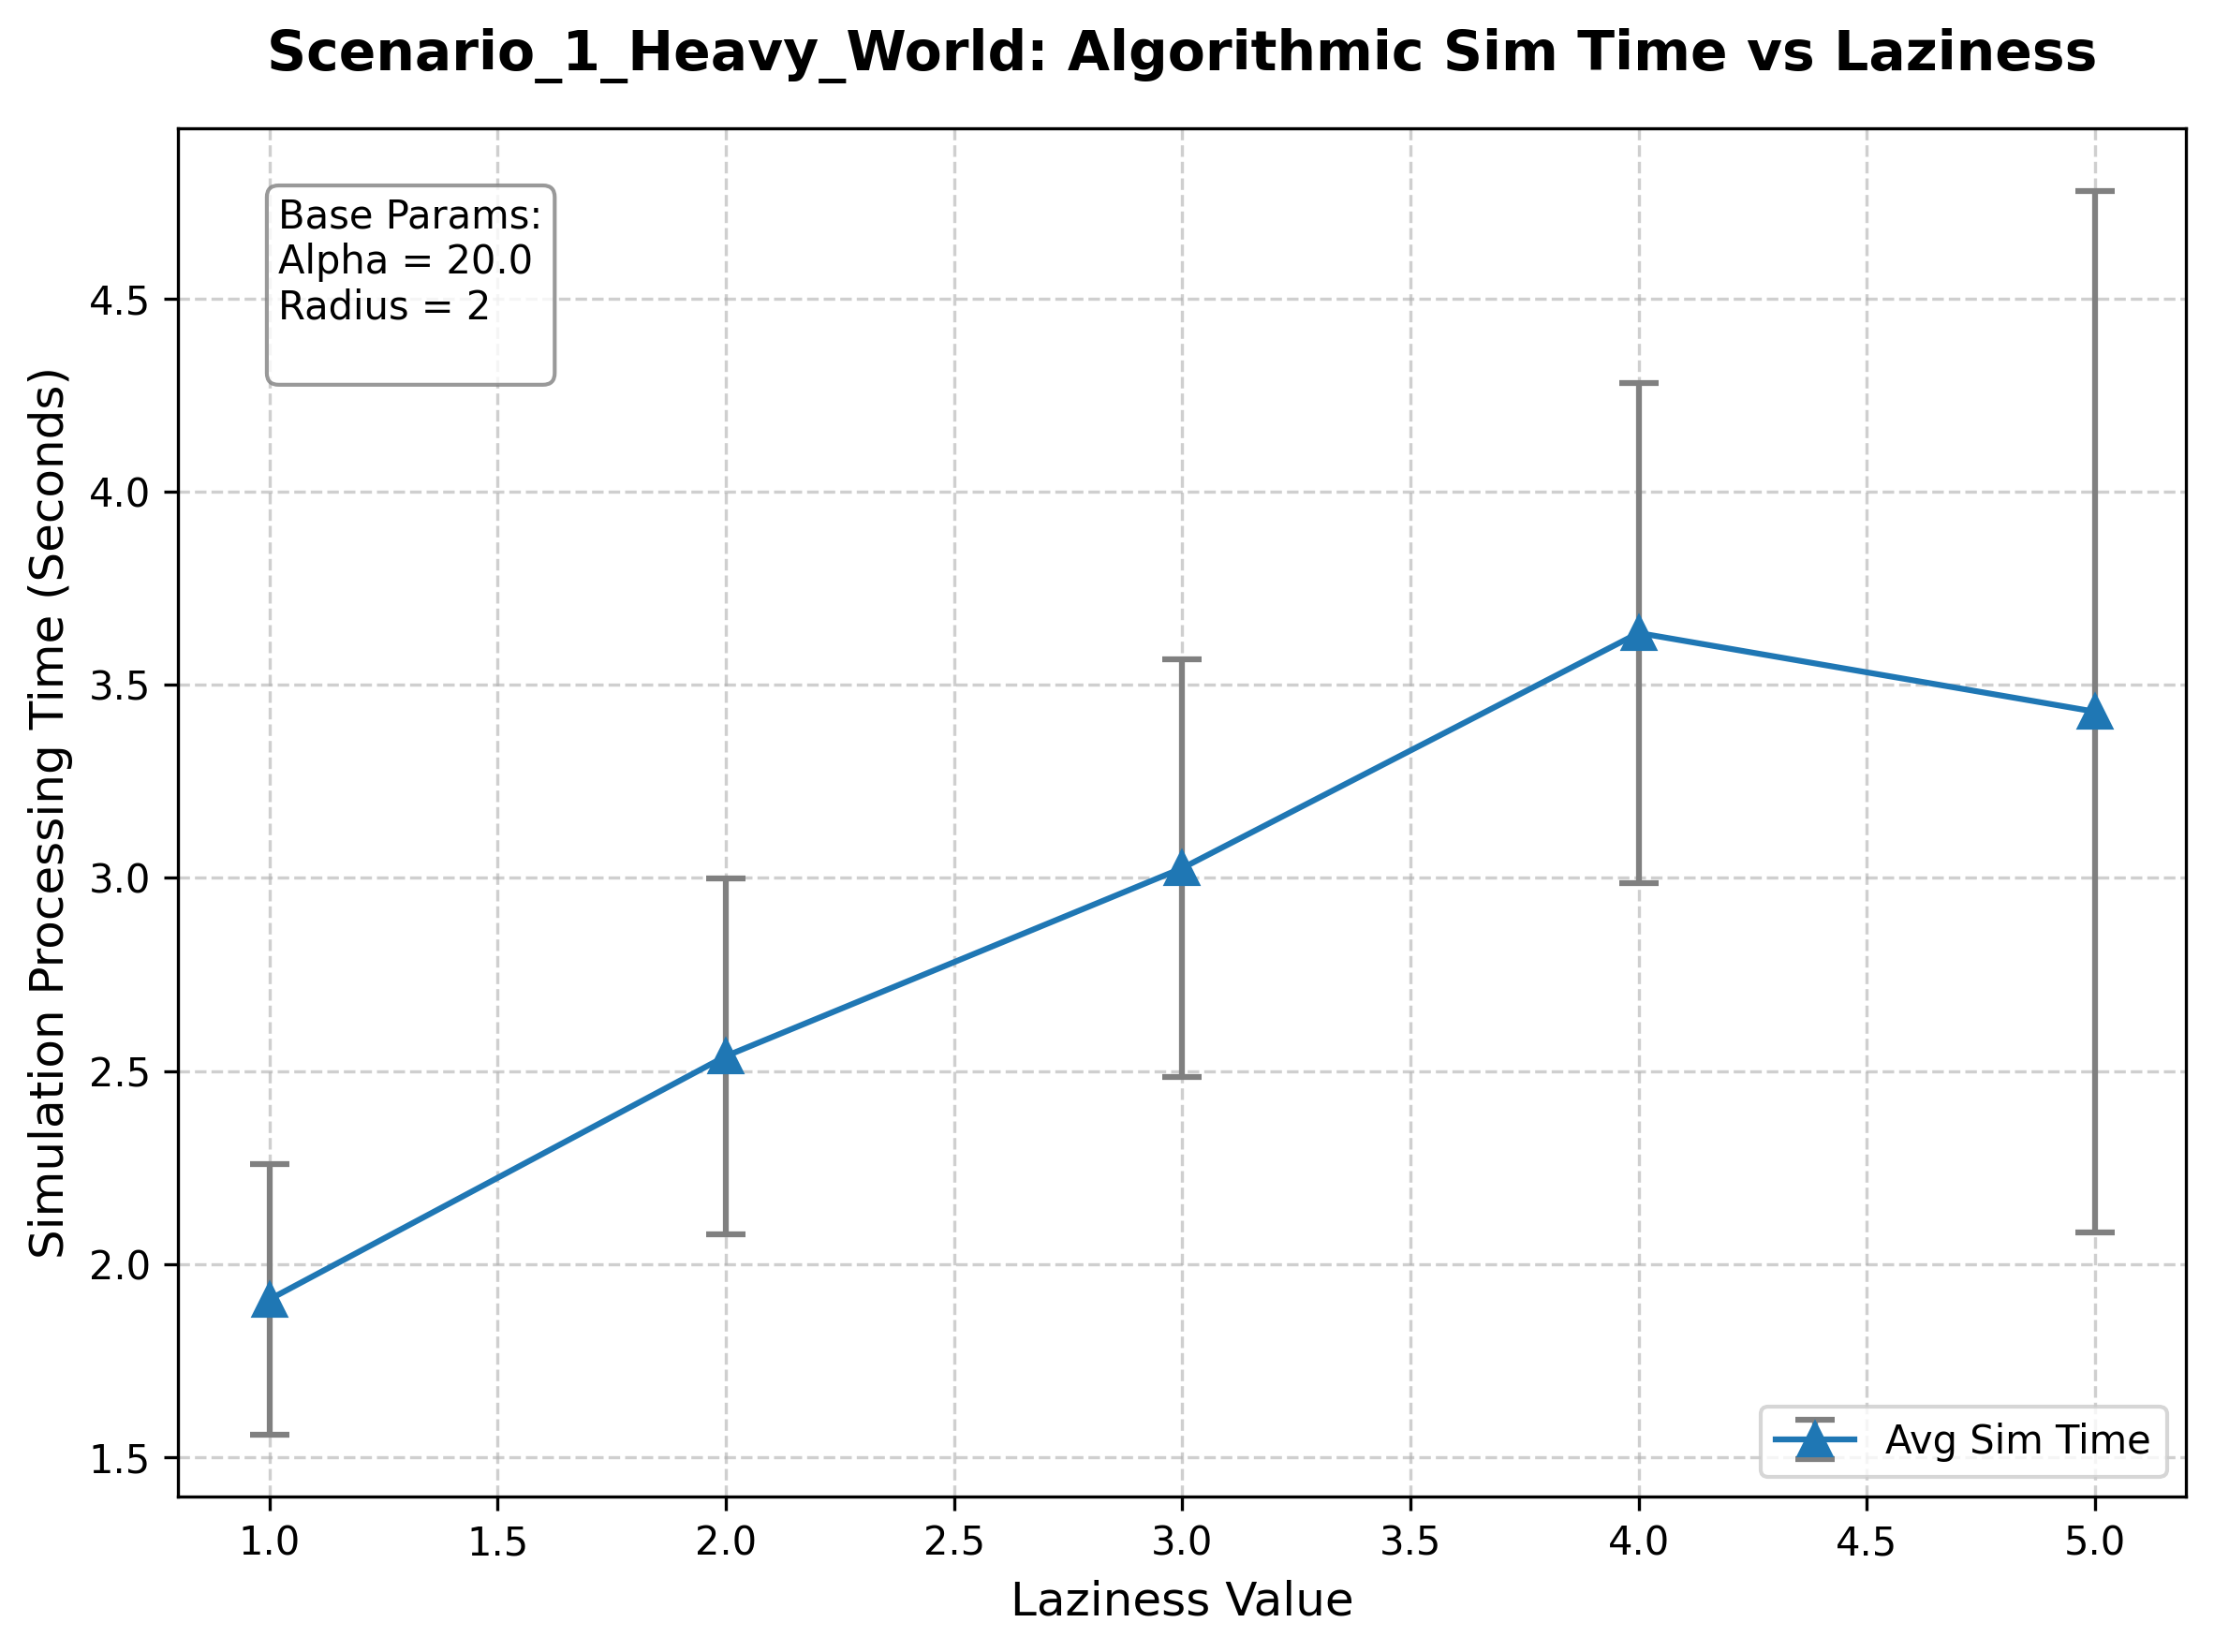 Scenario_1_Heavy_World: Algorithmic Sim Time vs Laziness
Base Params:
Alpha = 20.0
Radius = 2
Simulation Processing Time (Seconds)
4.5
4.0
3.5
3.0
2.5
2.0
1.5
Avg Sim Time
1.0 1.5 2.0 2.5 3.0 3.5 4.0 4.5 5.0
Laziness Value